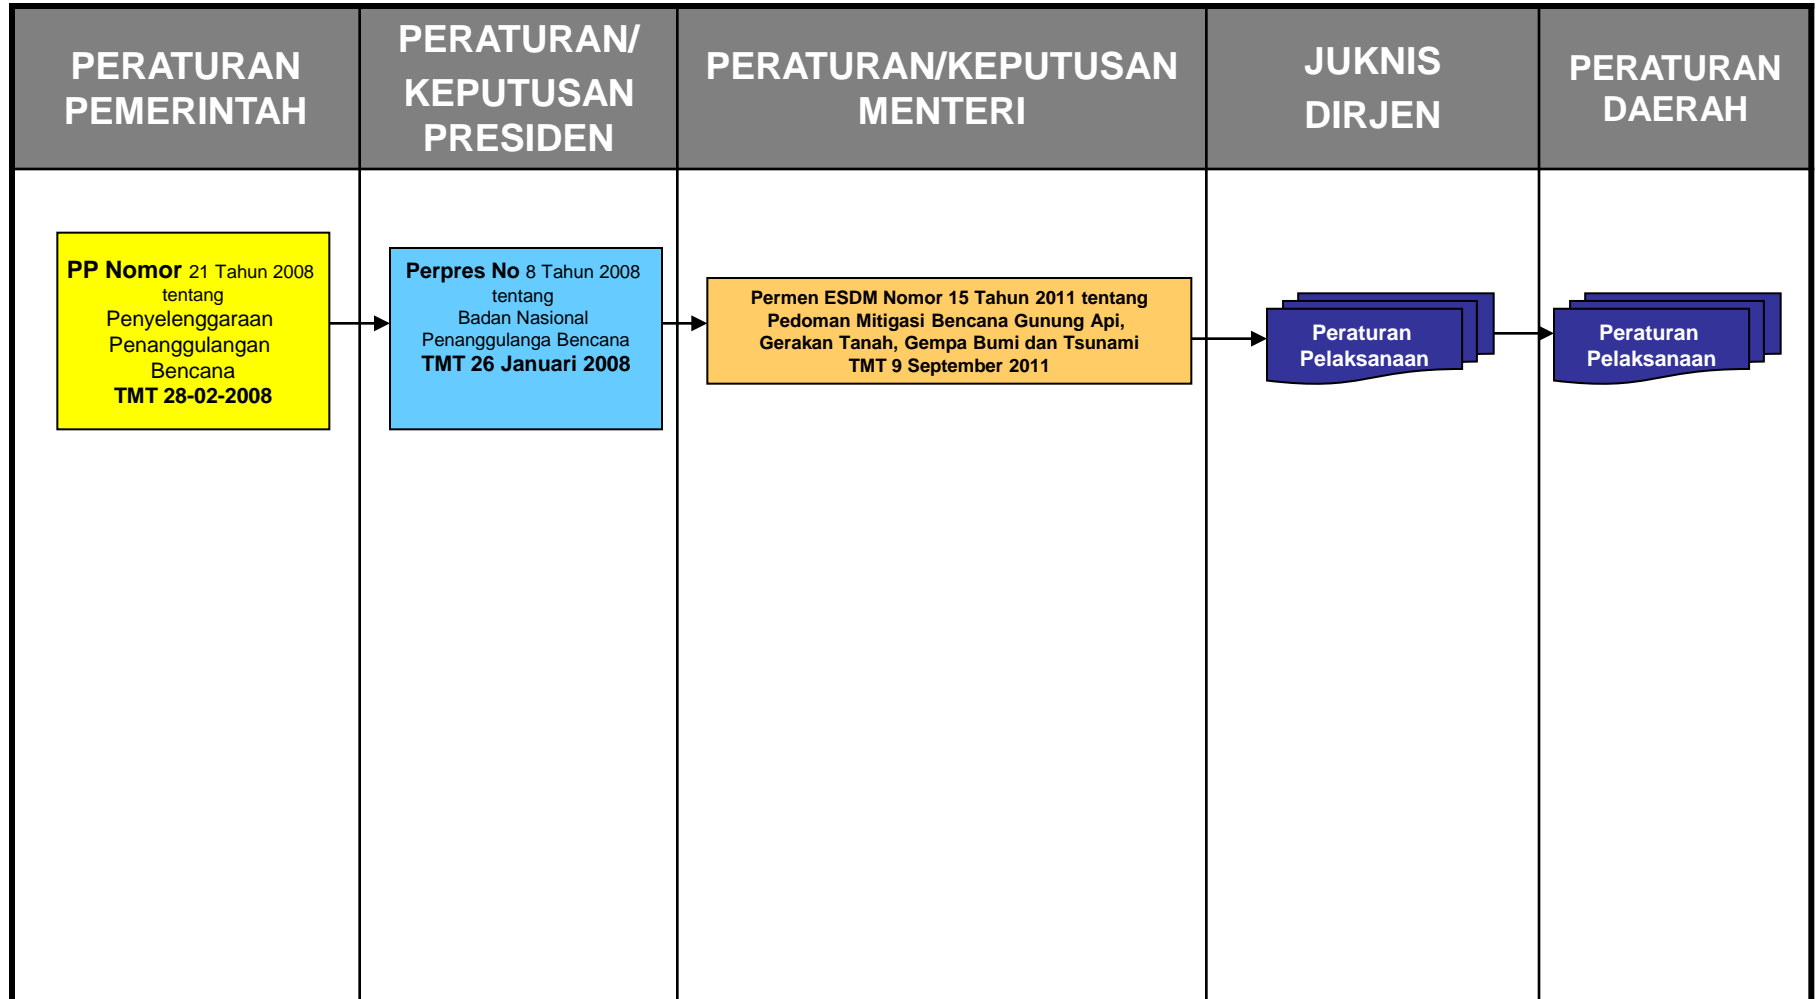 PERATURAN
PEMERINTAH
PERATURAN/
KEPUTUSAN
PRESIDEN
PERATURAN/KEPUTUSAN
MENTERI
JUKNIS
DIRJEN
PERATURAN
DAERAH
PP Nomor 21 Tahun 2008
tentang
Penyelenggaraan
Penanggulangan
Bencana
TMT 28-02-2008
Perpres No 8 Tahun 2008
tentang
Badan Nasional
Penanggulanga Bencana
TMT 26 Januari 2008
Permen ESDM Nomor 15 Tahun 2011 tentang
Pedoman Mitigasi Bencana Gunung Api,
Gerakan Tanah, Gempa Bumi dan Tsunami
TMT 9 September 2011
Peraturan
Pelaksanaan
Peraturan
Pelaksanaan